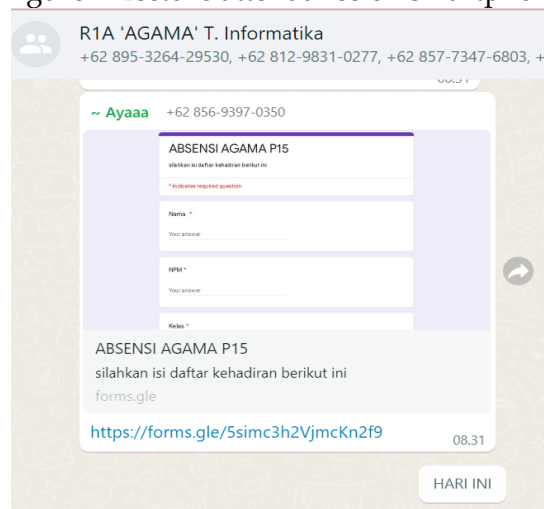 R1A 'AGAMA' T. Informatika
+62 895-3264-29530, +62 812-9831-0277, +62 857-7347-6803, +
~ Ayaaa +62 856-9397-0350
ABSENSI AGAMA P15
silahkan isi daftar kehadiran berikut ini
* Indicates required question
Nama *
Your answer
NPM *
Your answer
Kelas *
ABSENSI AGAMA P15
silahkan isi daftar kehadiran berikut ini
forms.gle
https://forms.gle/5simc3h2VjmcKn2f9
08.31
HARI INI